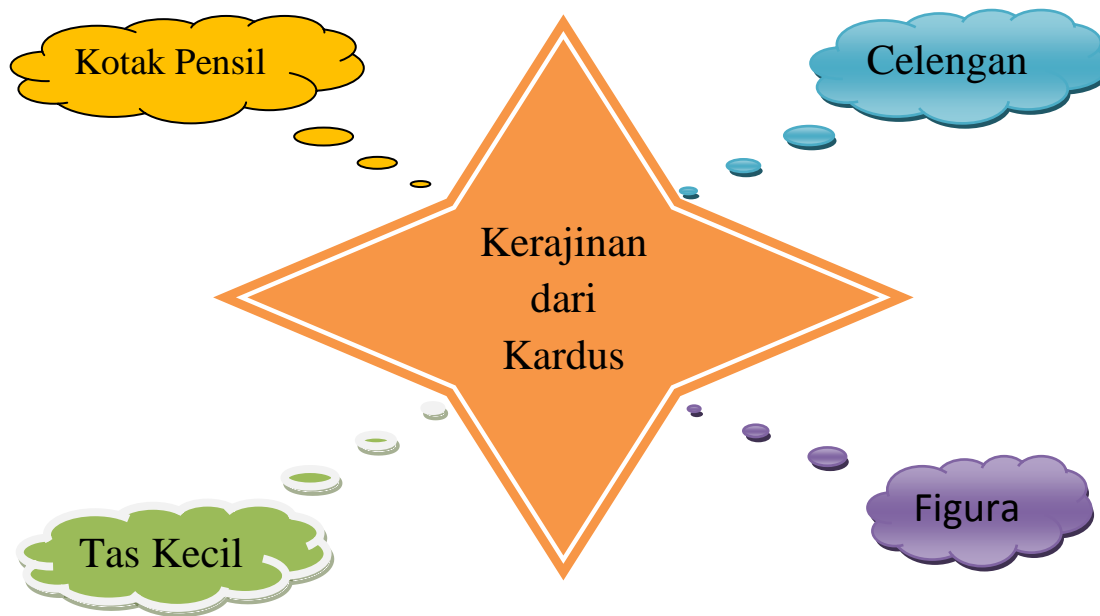 Kotak Pensil
Celengan
Kerajinan
dari
Kardus
Tas Kecil
Figura